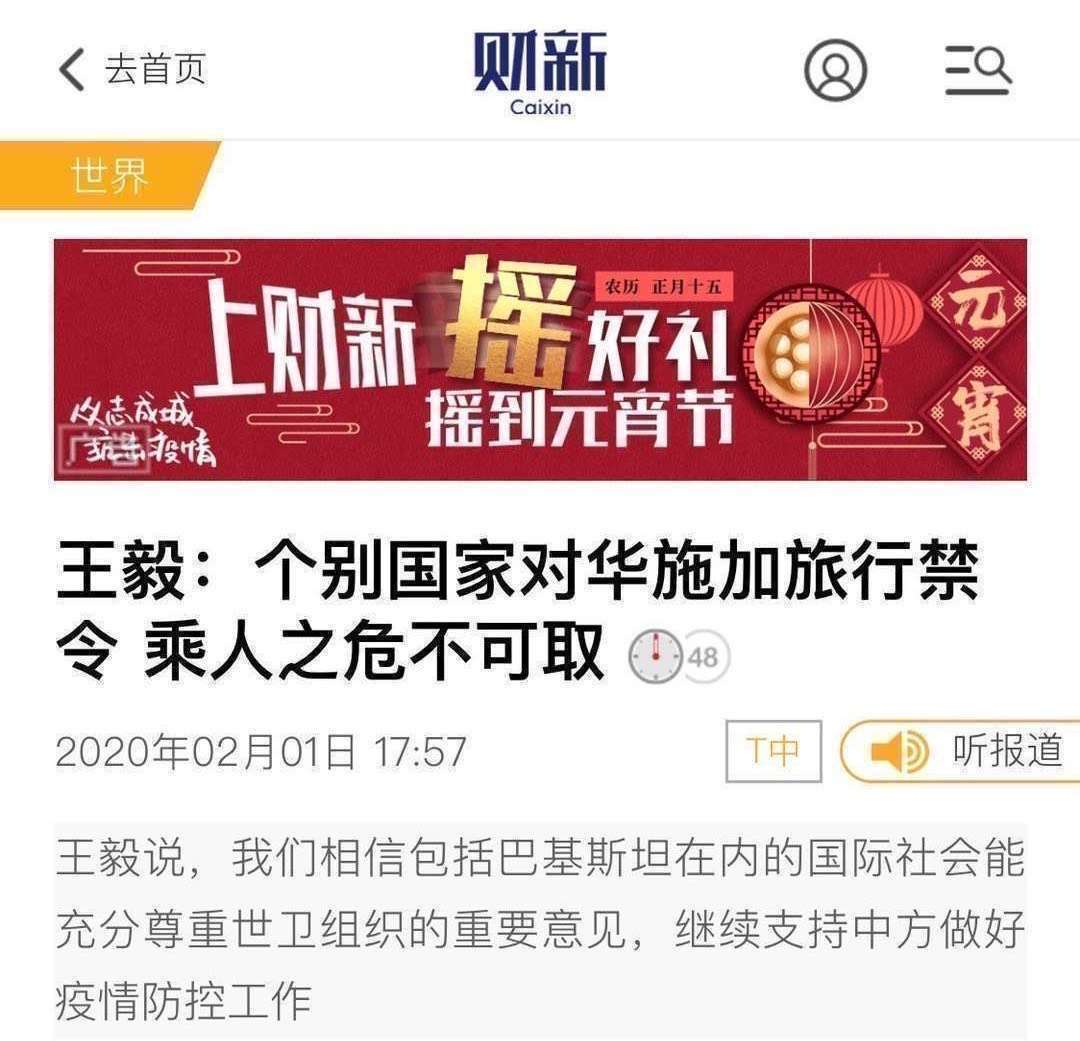 去首页
财新
Caixin
世界
上财新 摇 好礼
农历 正月十五
摇到元宵节
元
宵
众志成城
抗击疫情
广告
王毅：个别国家对华施加旅行禁
令 乘人之危不可取
48
2020年02月01日 17:57
T中
听报道
王毅说，我们相信包括巴基斯坦在内的国际社会能
充分尊重世卫组织的重要意见，继续支持中方做好
疫情防控工作